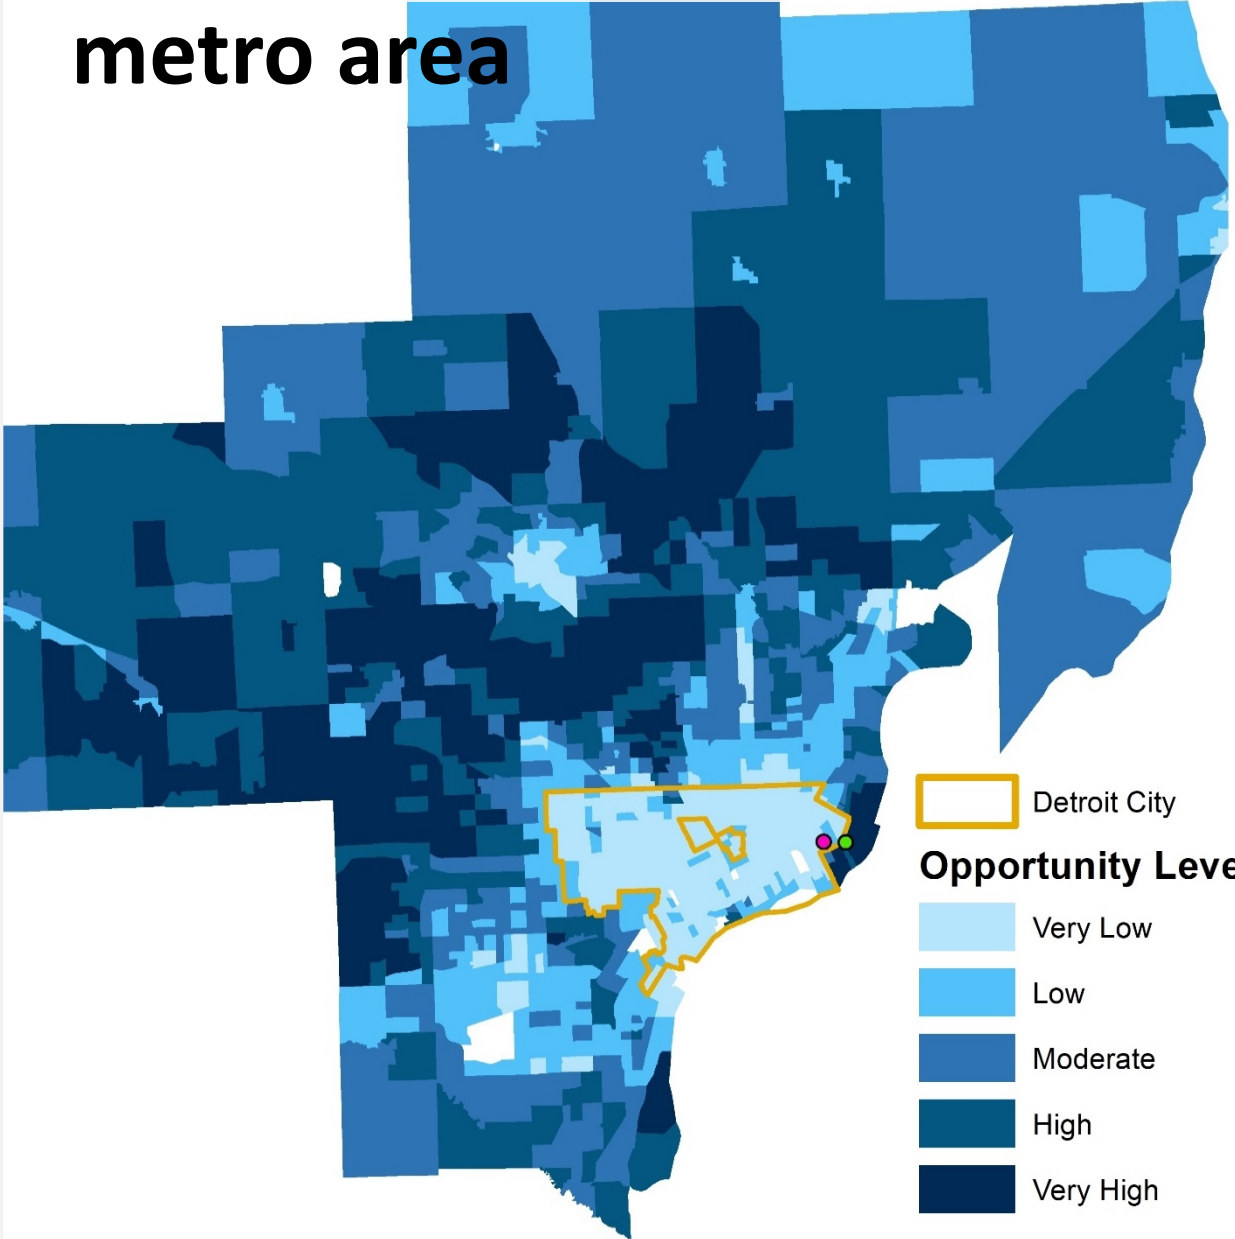 metro area
Detroit City
Opportunity Leve
Very Low
Low
Moderate
High
Very High